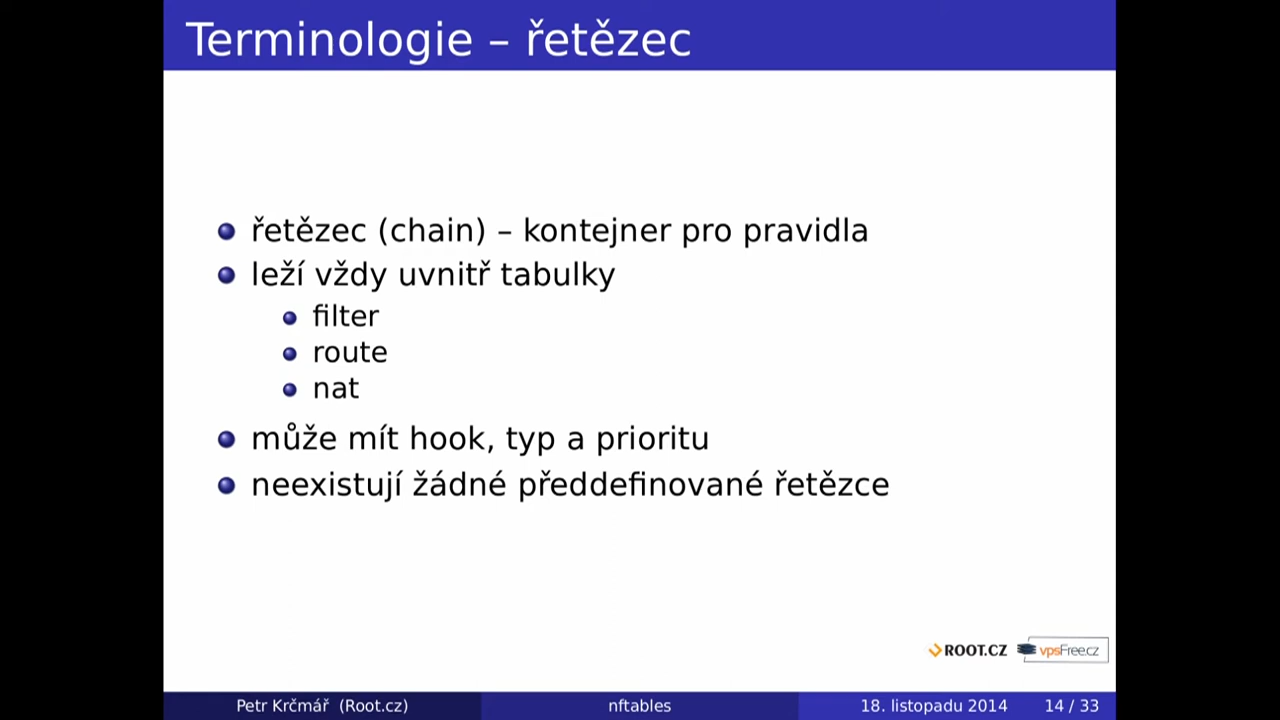 Terminologie – řetězec
řetězec (chain) – kontejner pro pravidla
leží vždy uvnitř tabulky
filter
route
nat
může mít hook, typ a prioritu
neexistují žádné předdefinované řetězce
ROOT.CZ vpsFree.cz
Petr Krčmář (Root.cz) nftables 18. listopadu 2014 14 / 33